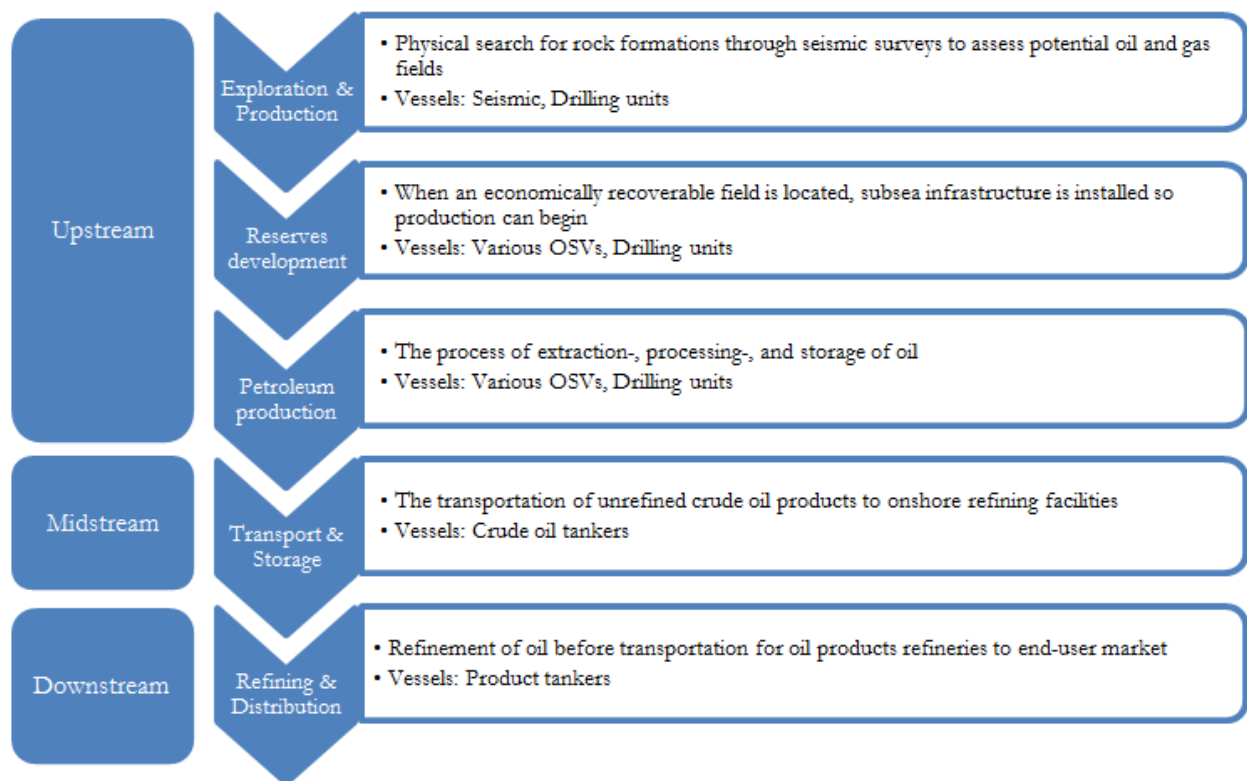 Upstream
Exploration &
Production
• Physical search for rock formations through seismic surveys to assess potential oil and gas
fields
• Vessels: Seismic, Drilling units
Reserves
development
• When an economically recoverable field is located, subsea infrastructure is installed so
production can begin
• Vessels: Various OSVs, Drilling units
Petroleum
production
• The process of extraction-, processing-, and storage of oil
• Vessels: Various OSVs, Drilling units
Midstream
Transport &
Storage
• The transportation of unrefined crude oil products to onshore refining facilities
• Vessels: Crude oil tankers
Downstream
Refining &
Distribution
• Refinement of oil before transportation for oil products refineries to end-user market
• Vessels: Product tankers